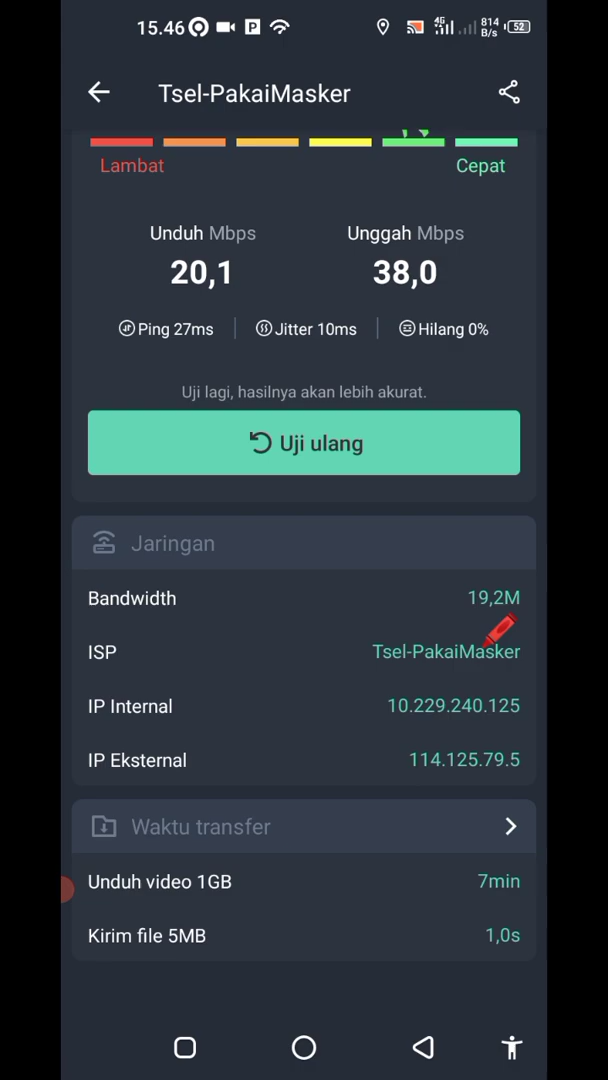 15.46 P 4G 814 B/s 52
Tsel-PakaiMasker
Lambat Cepat
Unduh Mbps Unggah Mbps
20,1 38,0
Ping 27ms Jitter 10ms Hilang 0%
Uji lagi, hasilnya akan lebih akurat.
Uji ulang
Jaringan
Bandwidth 19,2M
ISP Tsel-PakaiMasker
IP Internal 10.229.240.125
IP Eksternal 114.125.79.5
Waktu transfer
Unduh video 1GB 7min
Kirim file 5MB 1,0s